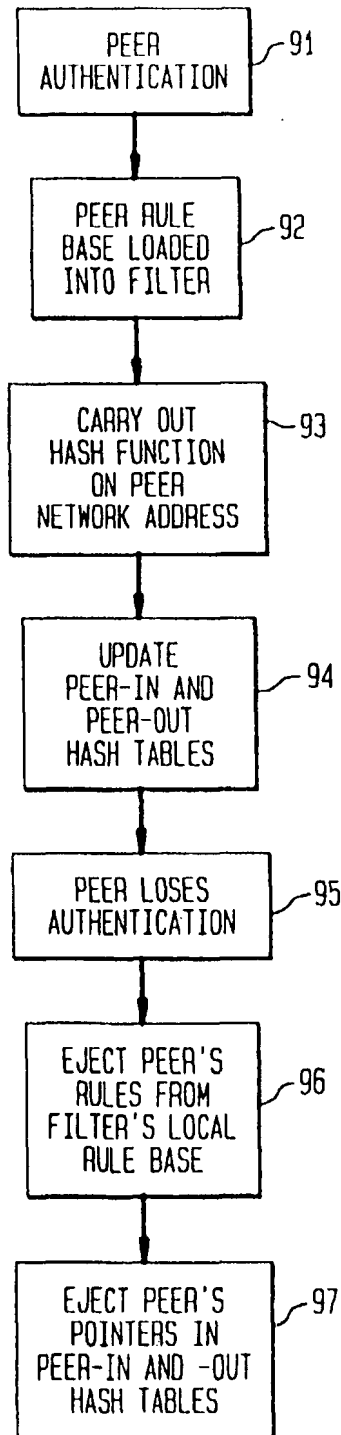 PEER
AUTHENTICATION
91
PEER RULE
BASE LOADED
INTO FILTER
92
CARRY OUT
HASH FUNCTION
ON PEER
NETWORK ADDRESS
93
UPDATE
PEER-IN AND
PEER-OUT
HASH TABLES
94
PEER LOSES
AUTHENTICATION
95
EJECT PEER'S
RULES FROM
FILTER'S LOCAL
RULE BASE
96
EJECT PEER'S
POINTERS IN
PEER-IN AND -OUT
HASH TABLES
97